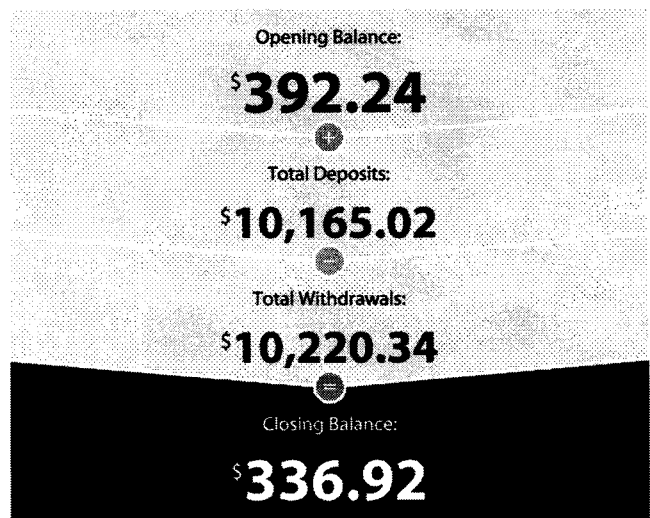 Opening Balance:
$392.24
+
Total Deposits:
$10,165.02
−
Total Withdrawals:
$10,220.34
=
Closing Balance:
$336.92